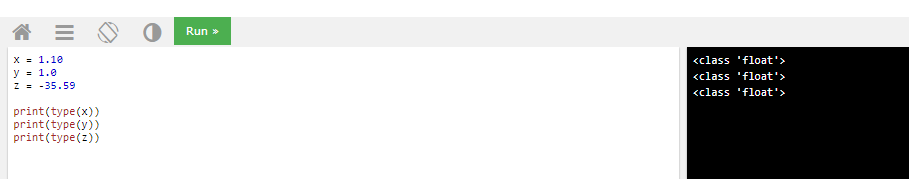 Run »
x = 1.10
y = 1.0
z = -35.59
print(type(x))
print(type(y))
print(type(z))
<class 'float'>
<class 'float'>
<class 'float'>